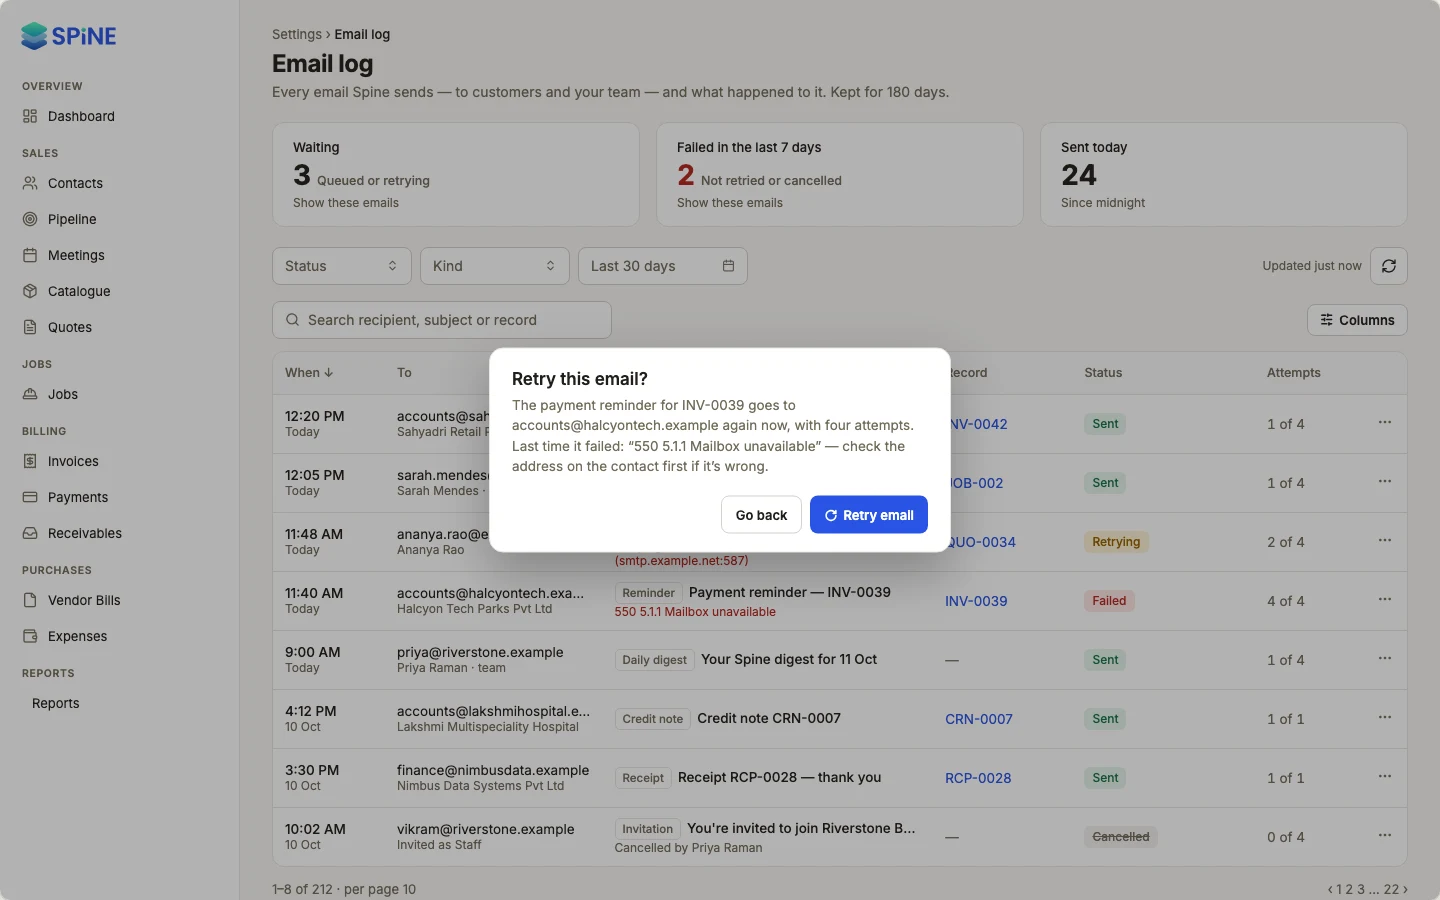 SPiNE
OVERVIEW
Dashboard
SALES
Contacts
Pipeline
Meetings
Catalogue
Quotes
JOBS
Jobs
BILLING
Invoices
Payments
Receivables
PURCHASES
Vendor Bills
Expenses
REPORTS
Reports
Settings › Email log
Email log
Every email Spine sends — to customers and your team — and what happened to it. Kept for 180 days.
Waiting
3 Queued or retrying
Show these emails
Failed in the last 7 days
2 Not retried or cancelled
Show these emails
Sent today
24
Since midnight
Status
Kind
Last 30 days
Updated just now
Search recipient, subject or record
Columns
When ↓ To Record Status Attempts
12:20 PM accounts@sah INV-0042 Sent 1 of 4 ···
Today Sahyadri Retail P
12:05 PM sarah.mendes JOB-002 Sent 1 of 4 ···
Today Sarah Mendes ·
11:48 AM ananya.rao@e QUO-0034 Retrying 2 of 4 ···
Today Ananya Rao
(smtp.example.net:587)
Retry this email?
The payment reminder for INV-0039 goes to
accounts@halcyontech.example again now, with four attempts.
Last time it failed: “550 5.1.1 Mailbox unavailable” — check the
address on the contact first if it’s wrong.
Go back
Retry email
11:40 AM accounts@halcyontech.exa... Reminder Payment reminder — INV-0039 INV-0039 Failed 4 of 4 ···
Today Halcyon Tech Parks Pvt Ltd 550 5.1.1 Mailbox unavailable
9:00 AM priya@riverstone.example Daily digest Your Spine digest for 11 Oct — Sent 1 of 4 ···
Today Priya Raman · team
4:12 PM accounts@lakshmihospital.e... Credit note Credit note CRN-0007 CRN-0007 Sent 1 of 1 ···
10 Oct Lakshmi Multispeciality Hospital
3:30 PM finance@nimbusdata.example Receipt Receipt RCP-0028 — thank you RCP-0028 Sent 1 of 1 ···
10 Oct Nimbus Data Systems Pvt Ltd
10:02 AM vikram@riverstone.example Invitation You're invited to join Riverstone B... — Cancelled 0 of 4 ···
10 Oct Invited as Staff Cancelled by Priya Raman
1–8 of 212 · per page 10
‹ 1 2 3 ... 22 ›